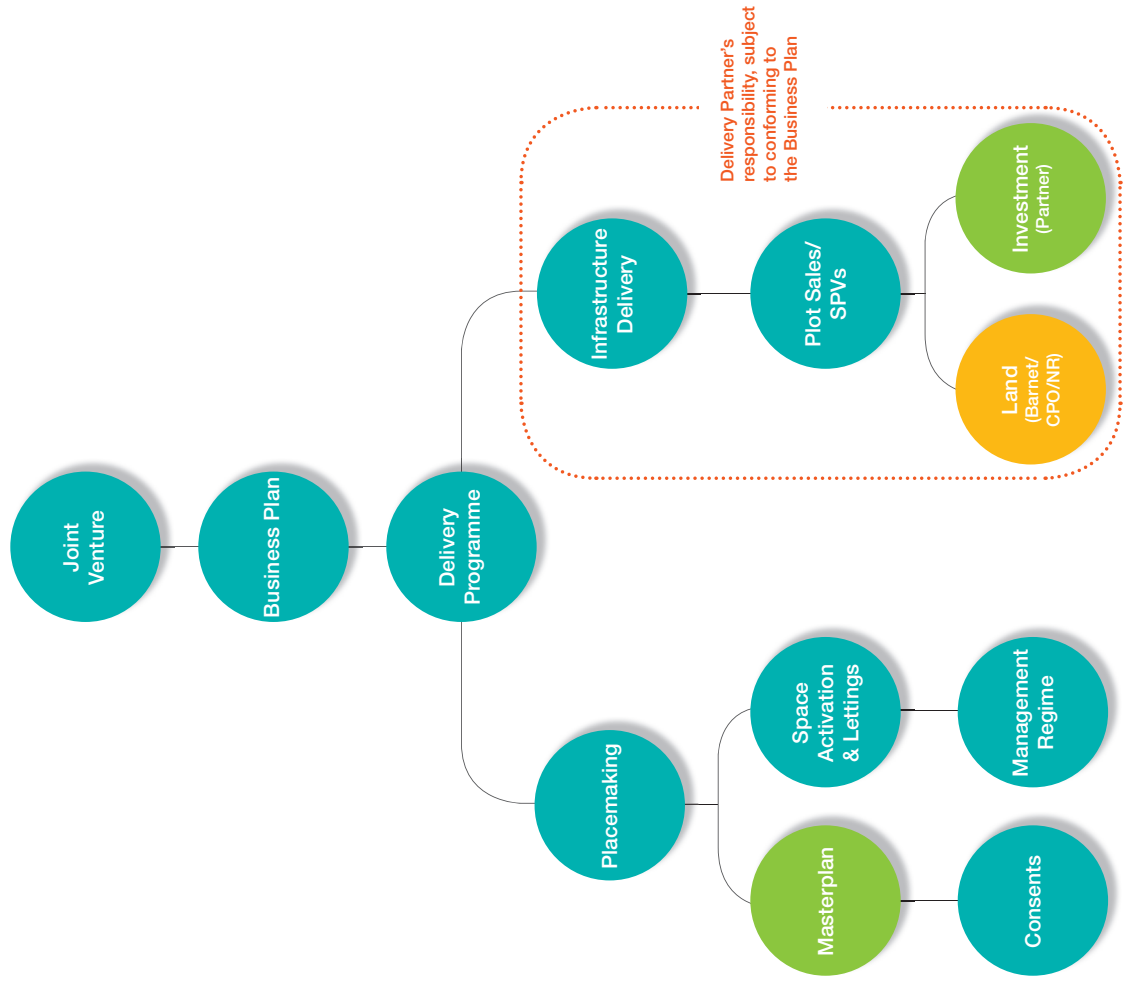 Joint
Venture
Business Plan
Delivery
Programme
Placemaking
Masterplan
Consents
Space
Activation
& Lettings
Management
Regime
Infrastructure
Delivery
Plot Sales/
SPVs
Land
(Barnet/
CPO/NR)
Investment
(Partner)
Delivery Partner’s
responsibility, subject
to conforming to
the Business Plan